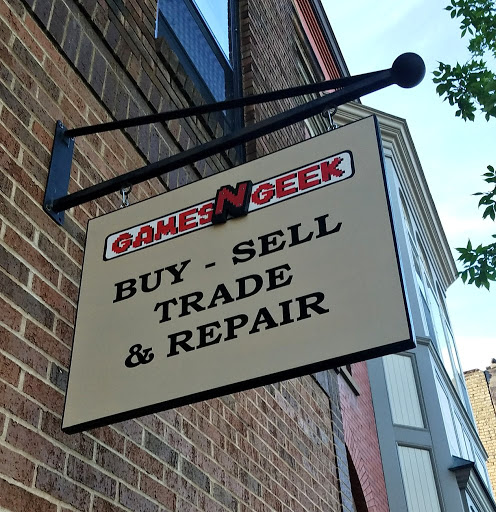 GAMESNGEEK
BUY - SELL
TRADE
& REPAIR